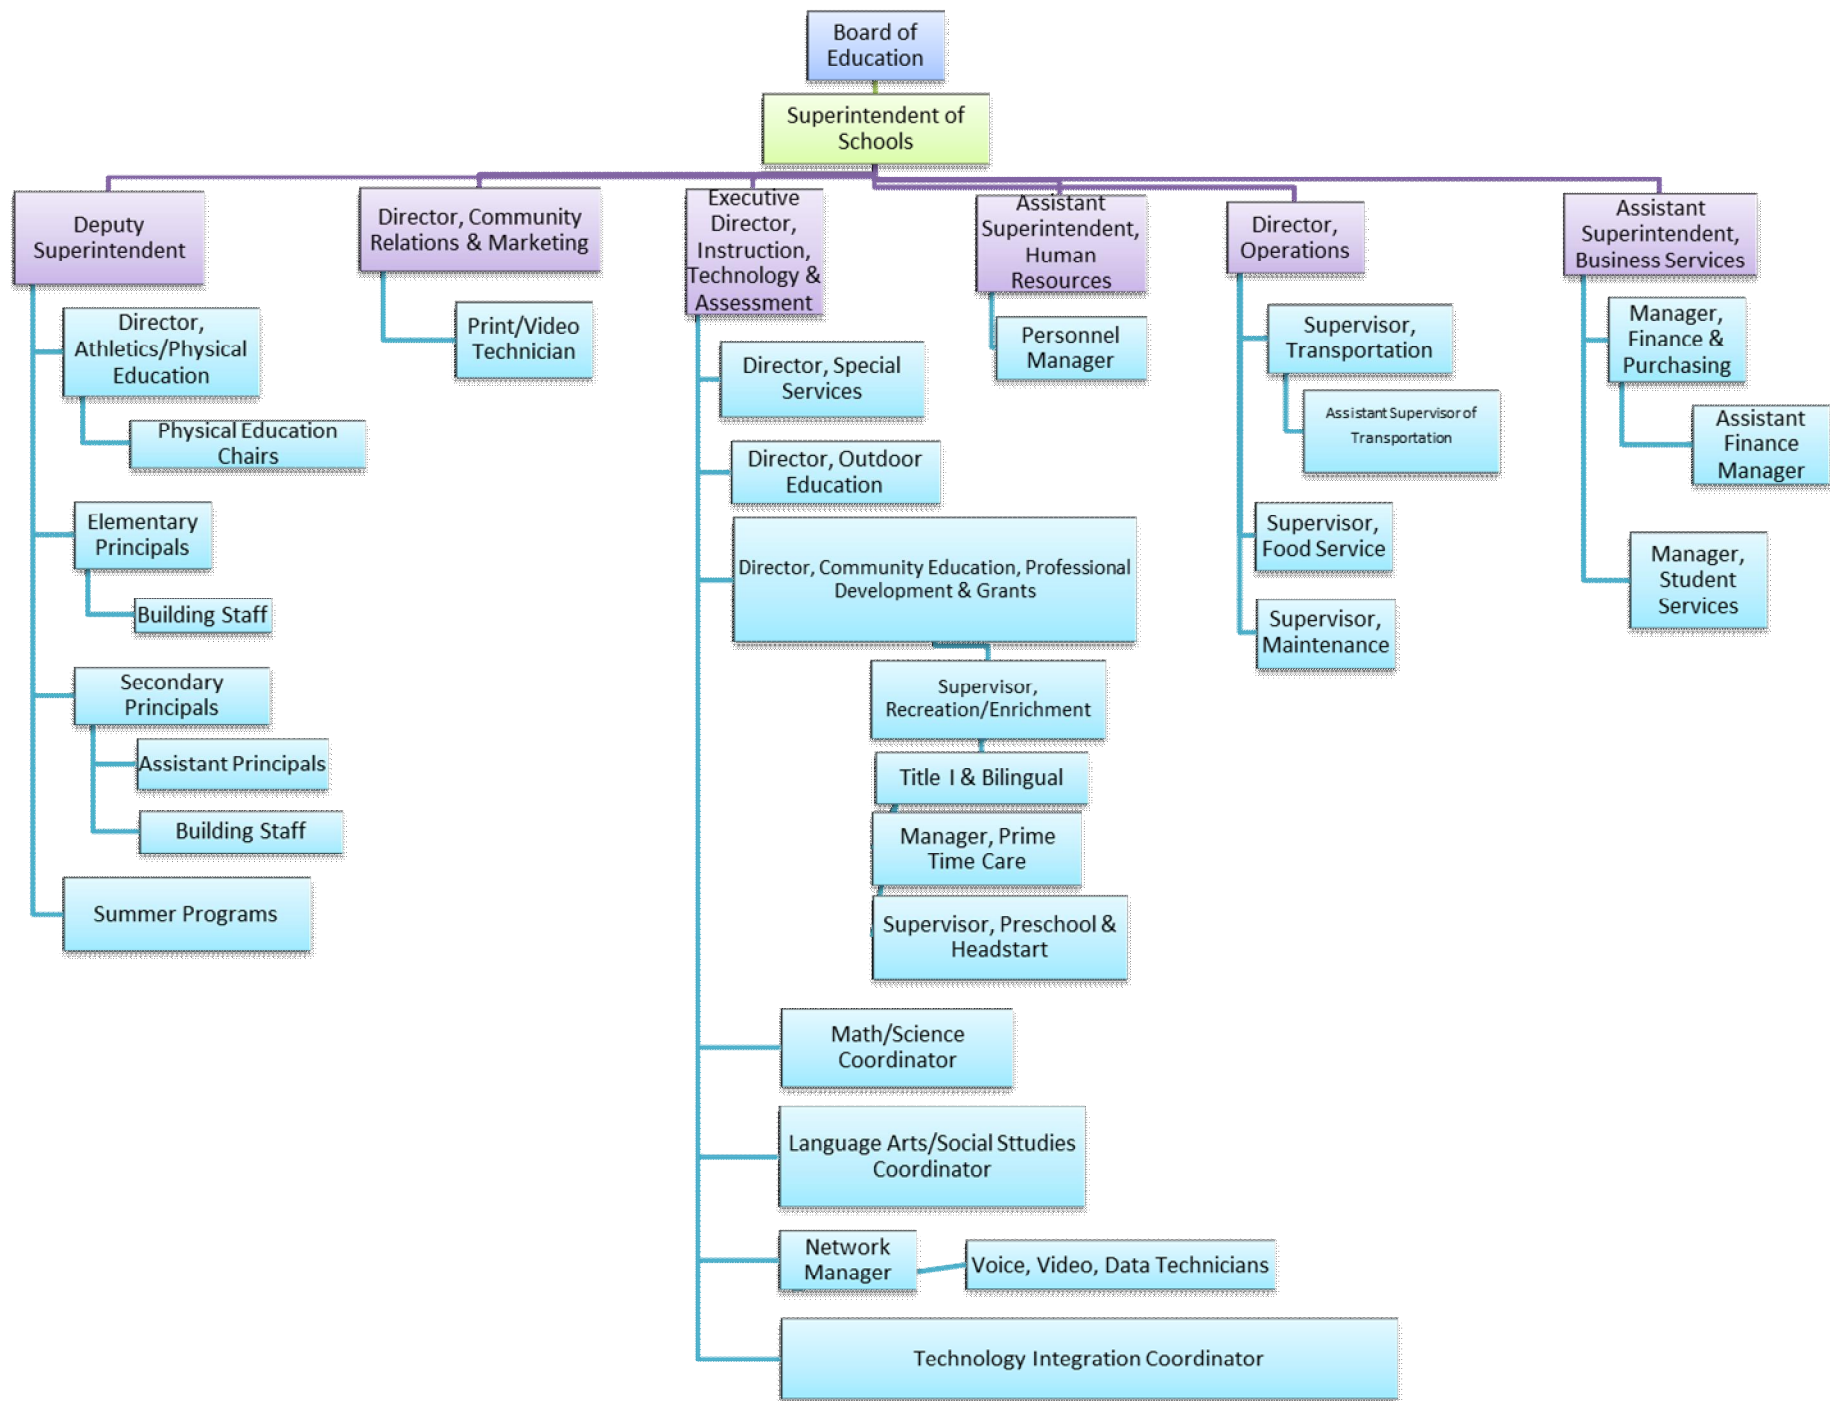 Board of
Education
Superintendent of
Schools
Deputy
Superintendent
Director, Community
Relations & Marketing
Executive
Director,
Instruction,
Technology &
Assessment
Assistant
Superintendent,
Human
Resources
Director,
Operations
Assistant
Superintendent,
Business Services
Director,
Athletics/Physical
Education
Physical Education
Chairs
Elementary
Principals
Building Staff
Secondary
Principals
Assistant Principals
Building Staff
Summer Programs
Print/Video
Technician
Director, Special
Services
Director, Outdoor
Education
Director, Community Education, Professional
Development & Grants
Supervisor,
Recreation/Enrichment
Title I & Bilingual
Manager, Prime
Time Care
Supervisor, Preschool &
Headstart
Math/Science
Coordinator
Language Arts/Social Sttudies
Coordinator
Network
Manager
Voice, Video, Data Technicians
Technology Integration Coordinator
Personnel
Manager
Supervisor,
Transportation
Assistant Supervisor of
Transportation
Supervisor,
Food Service
Supervisor,
Maintenance
Manager,
Finance &
Purchasing
Assistant
Finance
Manager
Manager,
Student
Services